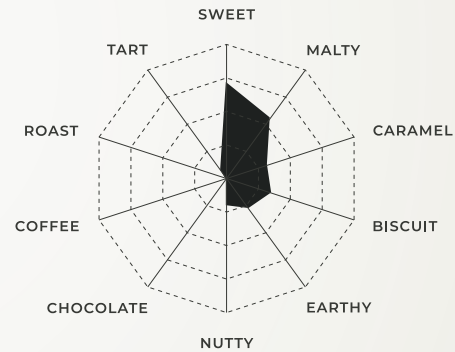 SWEET
TART
MALTY
ROAST
CARAMEL
COFFEE
BISCUIT
CHOCOLATE
EARTHY
NUTTY